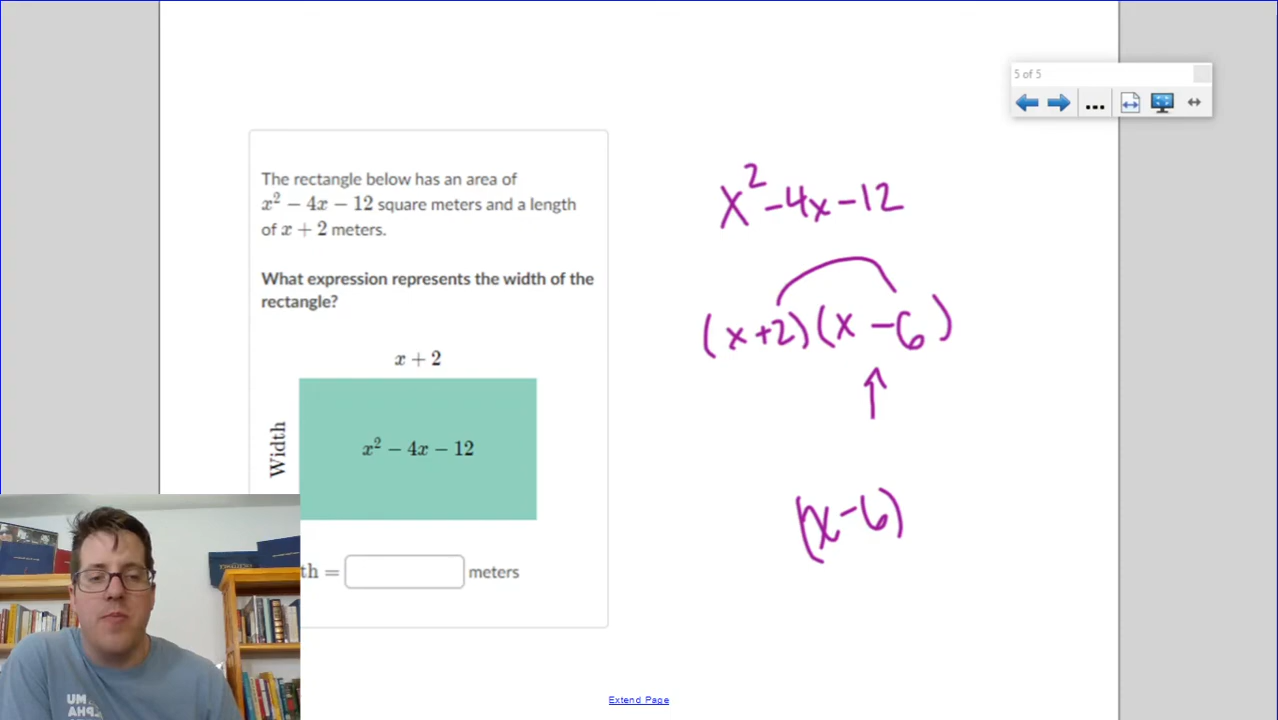 5 of 5
The rectangle below has an area of
x² − 4x − 12 square meters and a length
of x + 2 meters.
What expression represents the width of the
rectangle?
x + 2
Width
x² − 4x − 12
th =
meters
x² - 4x - 12
(x + 2)(x - 6)
(x - 6)
UM
ALPHA
Extend Page